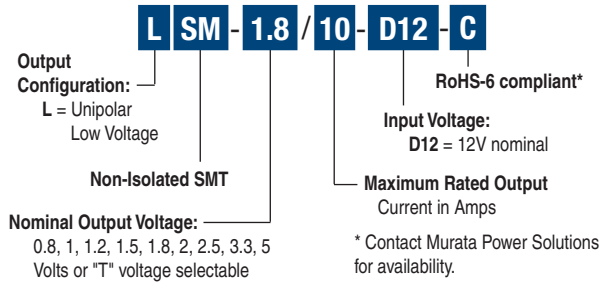 L SM - 1.8 / 10 - D12 - C
Output
Configuration:
L = Unipolar
Low Voltage
Non-Isolated SMT
Nominal Output Voltage:
0.8, 1, 1.2, 1.5, 1.8, 2, 2.5, 3.3, 5
Volts or "T" voltage selectable
RoHS-6 compliant*
Input Voltage:
D12 = 12V nominal
Maximum Rated Output
Current in Amps
* Contact Murata Power Solutions
for availability.